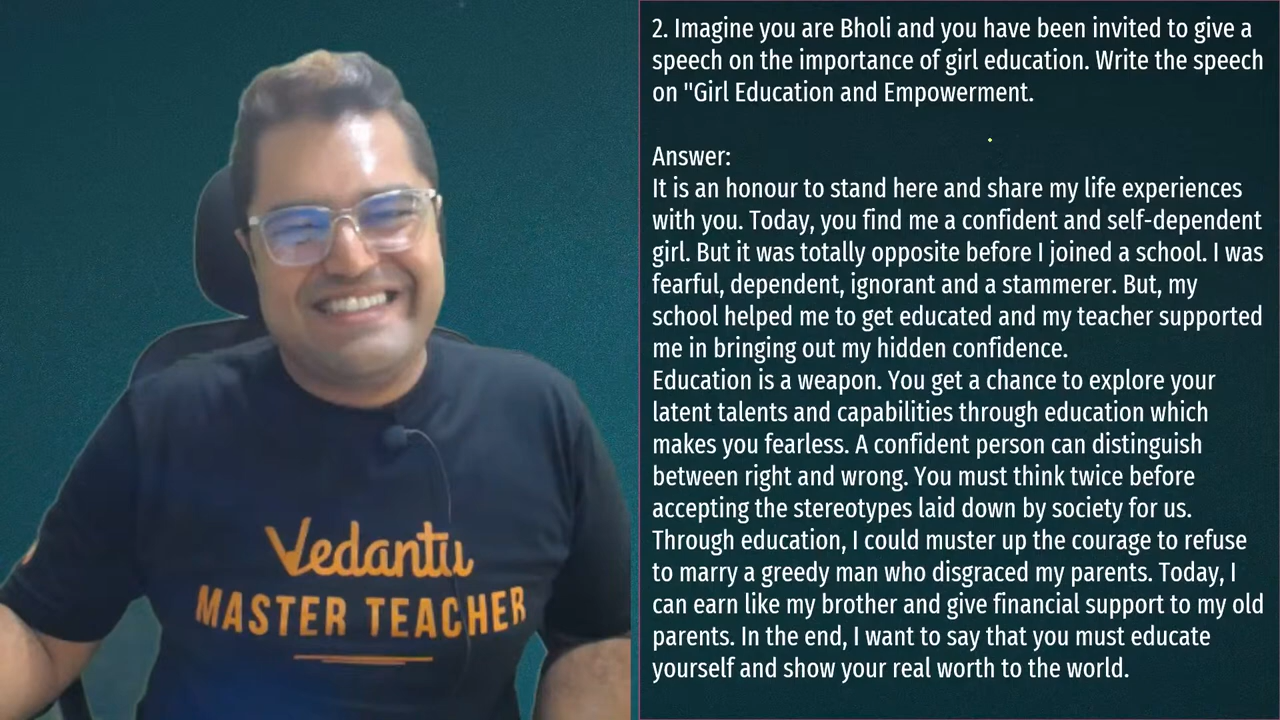 Vedantu
MASTER TEACHER
2. Imagine you are Bholi and you have been invited to give a
speech on the importance of girl education. Write the speech
on "Girl Education and Empowerment.
Answer:
It is an honour to stand here and share my life experiences
with you. Today, you find me a confident and self-dependent
girl. But it was totally opposite before I joined a school. I was
fearful, dependent, ignorant and a stammerer. But, my
school helped me to get educated and my teacher supported
me in bringing out my hidden confidence.
Education is a weapon. You get a chance to explore your
latent talents and capabilities through education which
makes you fearless. A confident person can distinguish
between right and wrong. You must think twice before
accepting the stereotypes laid down by society for us.
Through education, I could muster up the courage to refuse
to marry a greedy man who disgraced my parents. Today, I
can earn like my brother and give financial support to my old
parents. In the end, I want to say that you must educate
yourself and show your real worth to the world.